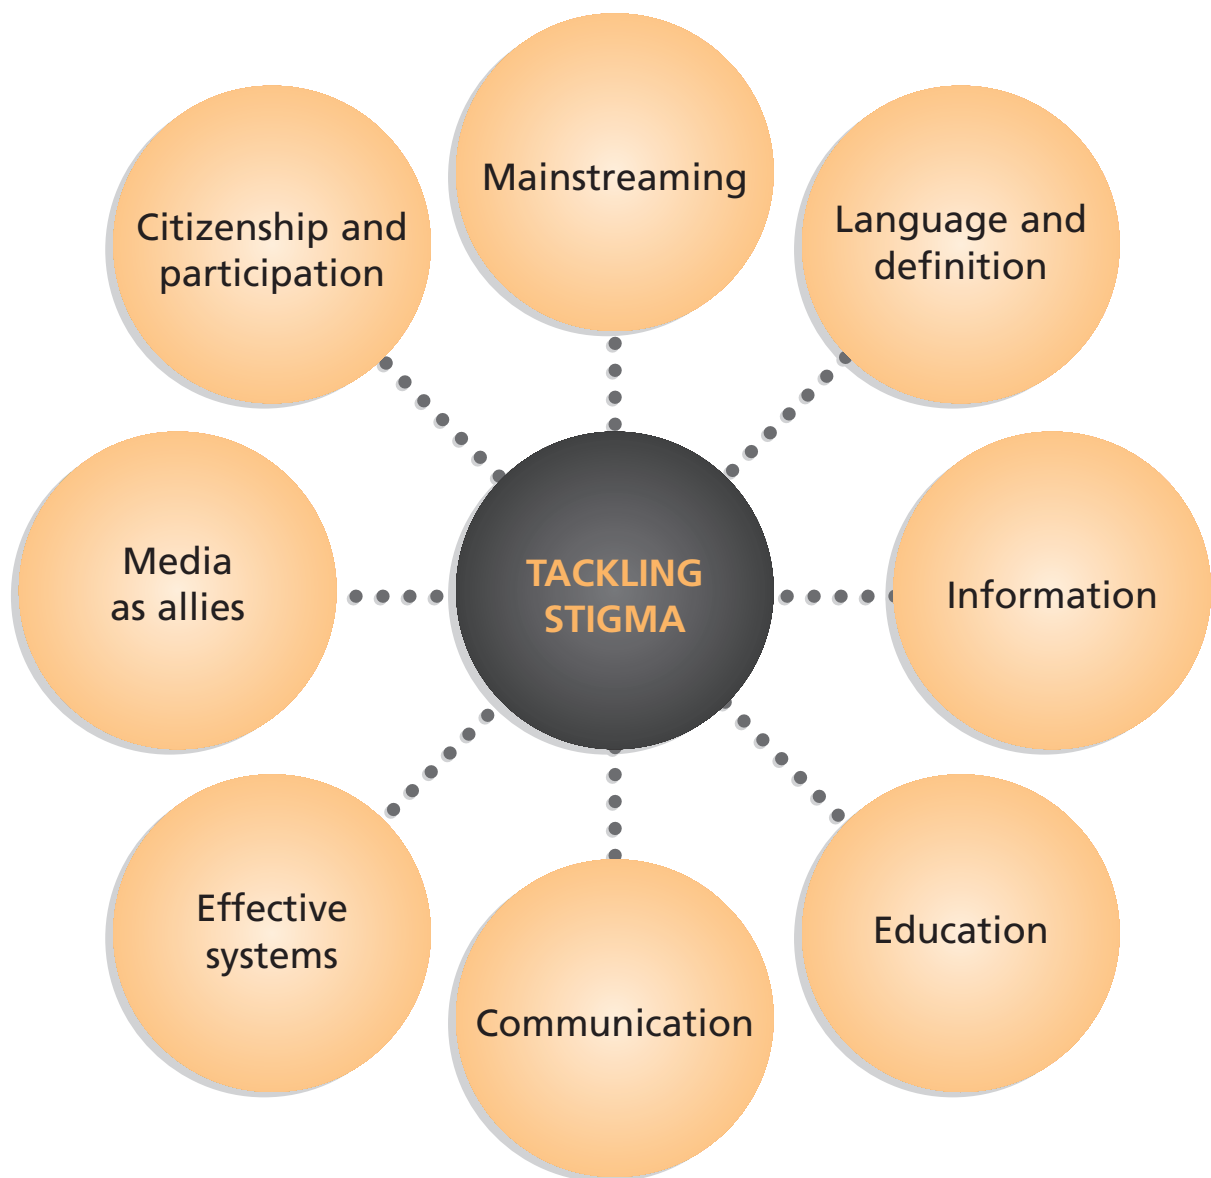 Mainstreaming
Citizenship and
participation
Language and
definition
Media
as allies
TACKLING
STIGMA
Information
Effective
systems
Education
Communication